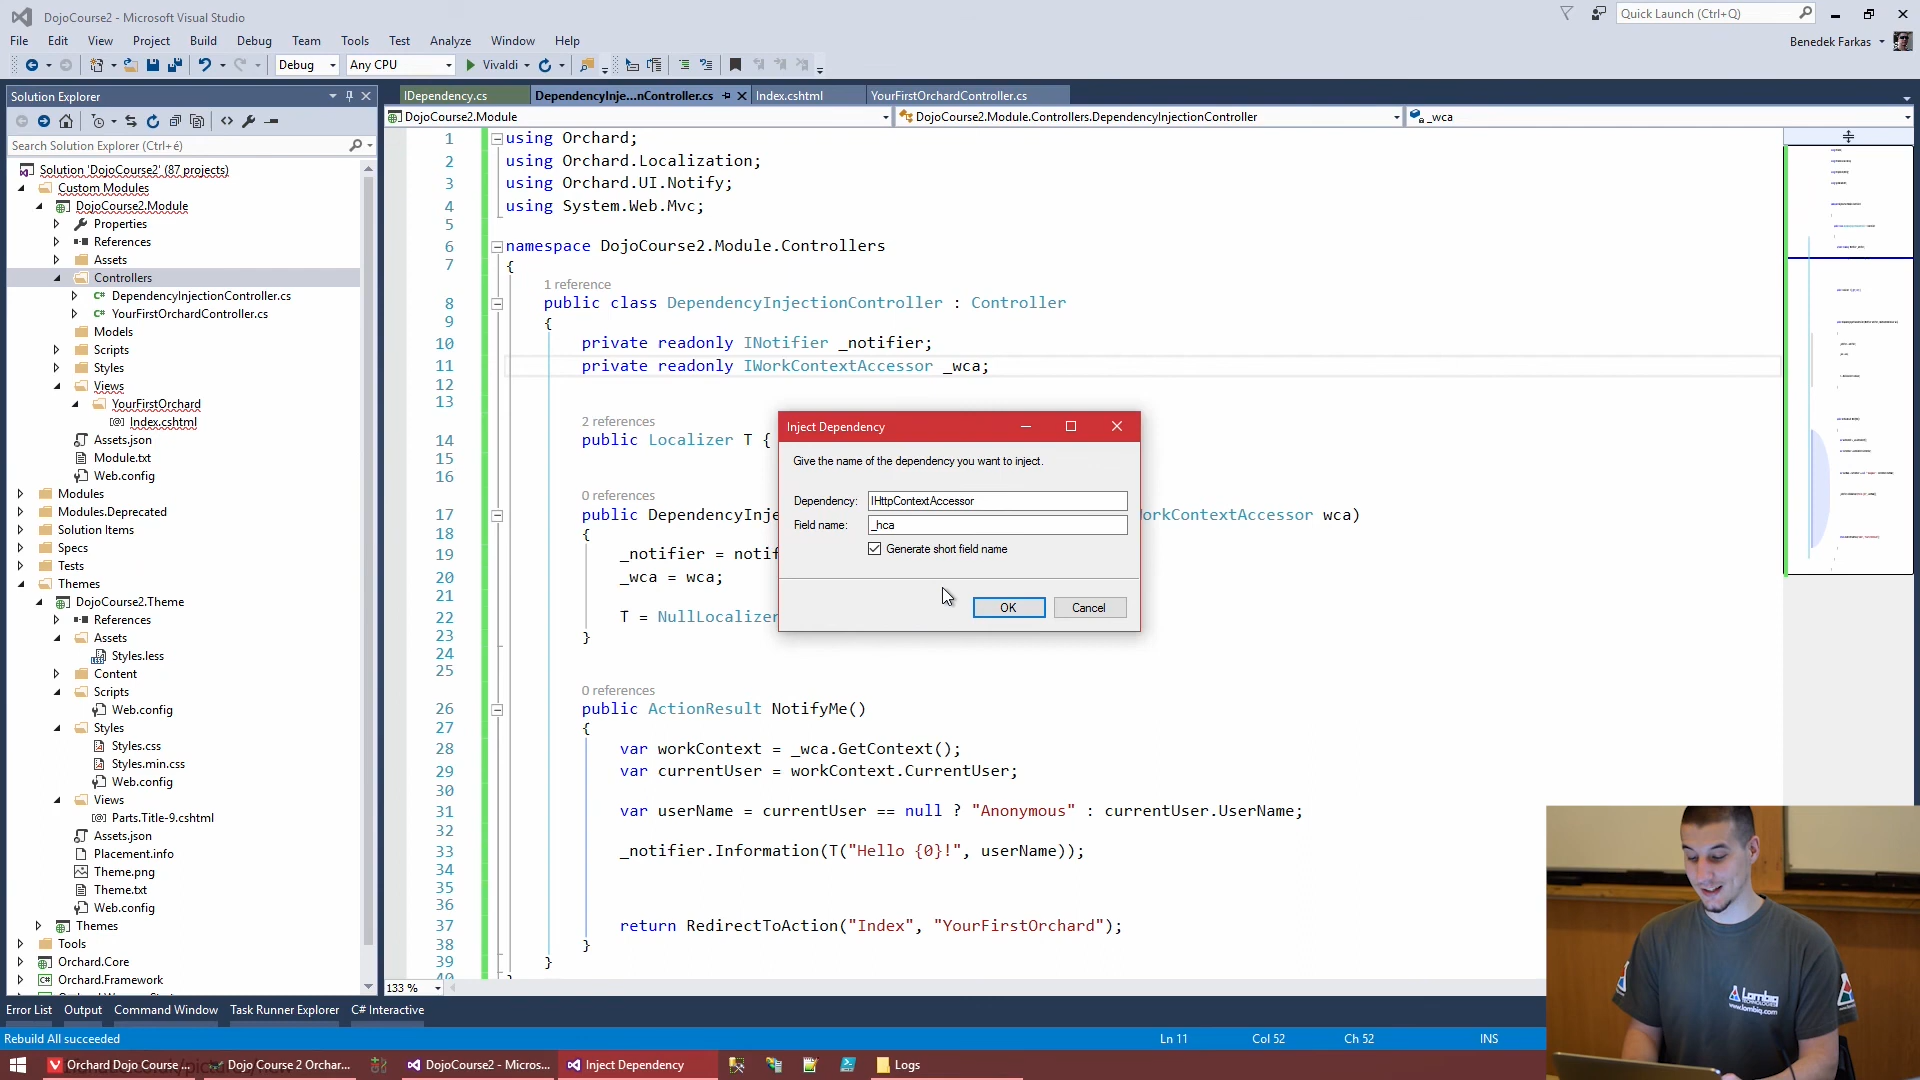 DojoCourse2 - Microsoft Visual Studio
Quick Launch (Ctrl+Q)
File Edit View Project Build Debug Team Tools Test Analyze Window Help
Benedek Farkas
Debug Any CPU Vivaldi
Solution Explorer
Search Solution Explorer (Ctrl+é)
Solution 'DojoCourse2' (87 projects)
Custom Modules
DojoCourse2.Module
Properties
References
Assets
Controllers
DependencyInjectionController.cs
YourFirstOrchardController.cs
Models
Scripts
Styles
Views
YourFirstOrchard
Index.cshtml
Assets.json
Module.txt
Web.config
Modules
Modules.Deprecated
Solution Items
Specs
Tests
Themes
DojoCourse2.Theme
References
Assets
Styles.less
Content
Scripts
Web.config
Styles
Styles.css
Styles.min.css
Web.config
Views
Parts.Title-9.cshtml
Assets.json
Placement.info
Theme.png
Theme.txt
Web.config
Themes
Tools
Orchard.Core
Orchard.Framework
IDependency.cs DependencyInje...nController.cs Index.cshtml YourFirstOrchardController.cs
DojoCourse2.Module DojoCourse2.Module.Controllers.DependencyInjectionController _wca
1 using Orchard;
2 using Orchard.Localization;
3 using Orchard.UI.Notify;
4 using System.Web.Mvc;
5
6 namespace DojoCourse2.Module.Controllers
7 {
1 reference
8 public class DependencyInjectionController : Controller
9 {
10 private readonly INotifier _notifier;
11 private readonly IWorkContextAccessor _wca;
12
13
2 references
14 public Localizer T {
15
16
0 references
17 public DependencyInje orkContextAccessor wca)
18 {
19 _notifier = notif
20 _wca = wca;
21
22 T = NullLocalizer
23 }
24
25
0 references
26 public ActionResult NotifyMe()
27 {
28 var workContext = _wca.GetContext();
29 var currentUser = workContext.CurrentUser;
30
31 var userName = currentUser == null ? "Anonymous" : currentUser.UserName;
32
33 _notifier.Information(T("Hello {0}!", userName));
34
35
36
37 return RedirectToAction("Index", "YourFirstOrchard");
38 }
39 }
40
Inject Dependency
Give the name of the dependency you want to inject.
Dependency: IHttpContextAccessor
Field name: _hca
Generate short field name
OK Cancel
133 %
Error List Output Command Window Task Runner Explorer C# Interactive
Rebuild All succeeded Ln 11 Col 52 Ch 52 INS
Orchard Dojo Course ... Dojo Course 2 Orchar... DojoCourse2 - Micros... Inject Dependency Logs
Lombiq
TECHNOLOGIES
www.lombiq.com